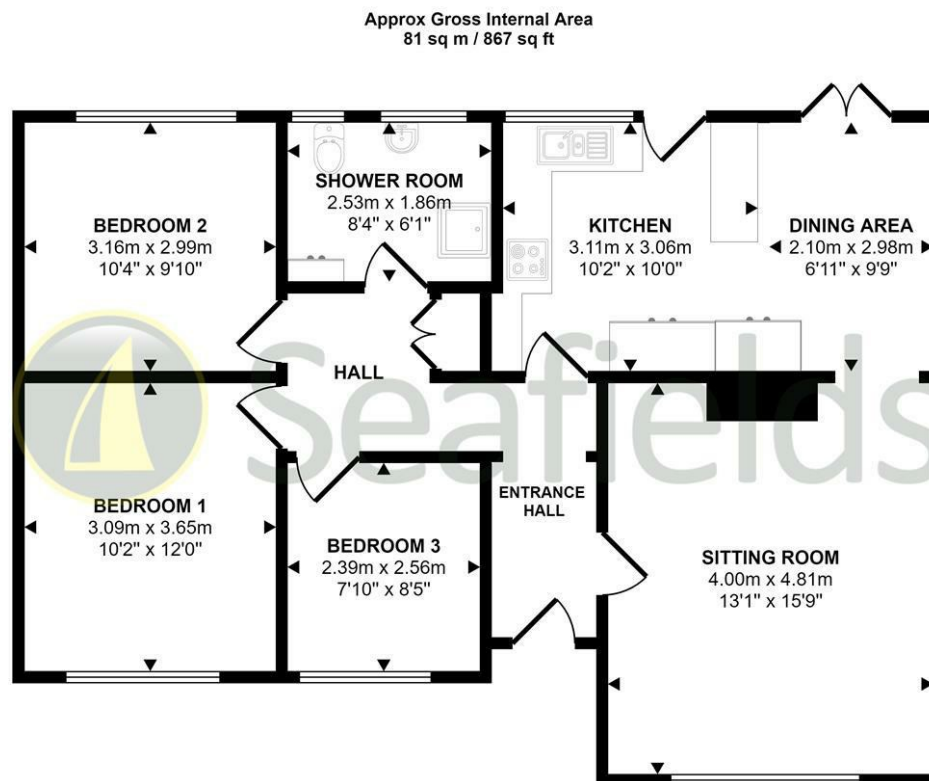 Approx Gross Internal Area
81 sq m / 867 sq ft
BEDROOM 2
3.16m x 2.99m
10'4" x 9'10"
SHOWER ROOM
2.53m x 1.86m
8'4" x 6'1"
KITCHEN
3.11m x 3.06m
10'2" x 10'0"
DINING AREA
2.10m x 2.98m
6'11" x 9'9"
HALL
Seafields
BEDROOM 1
3.09m x 3.65m
10'2" x 12'0"
BEDROOM 3
2.39m x 2.56m
7'10" x 8'5"
ENTRANCE
HALL
SITTING ROOM
4.00m x 4.81m
13'1" x 15'9"